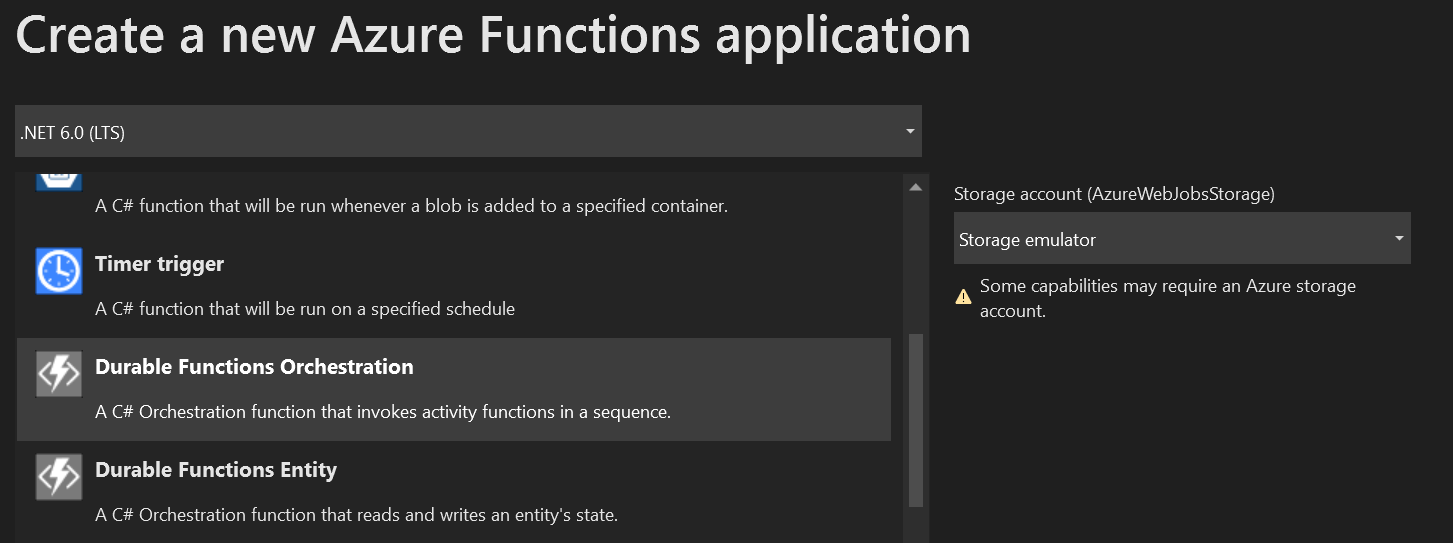 Create a new Azure Functions application
.NET 6.0 (LTS)
A C# function that will be run whenever a blob is added to a specified container.
Timer trigger
A C# function that will be run on a specified schedule
Durable Functions Orchestration
A C# Orchestration function that invokes activity functions in a sequence.
Durable Functions Entity
A C# Orchestration function that reads and writes an entity's state.
Storage account (AzureWebJobsStorage)
Storage emulator
Some capabilities may require an Azure storage
account.